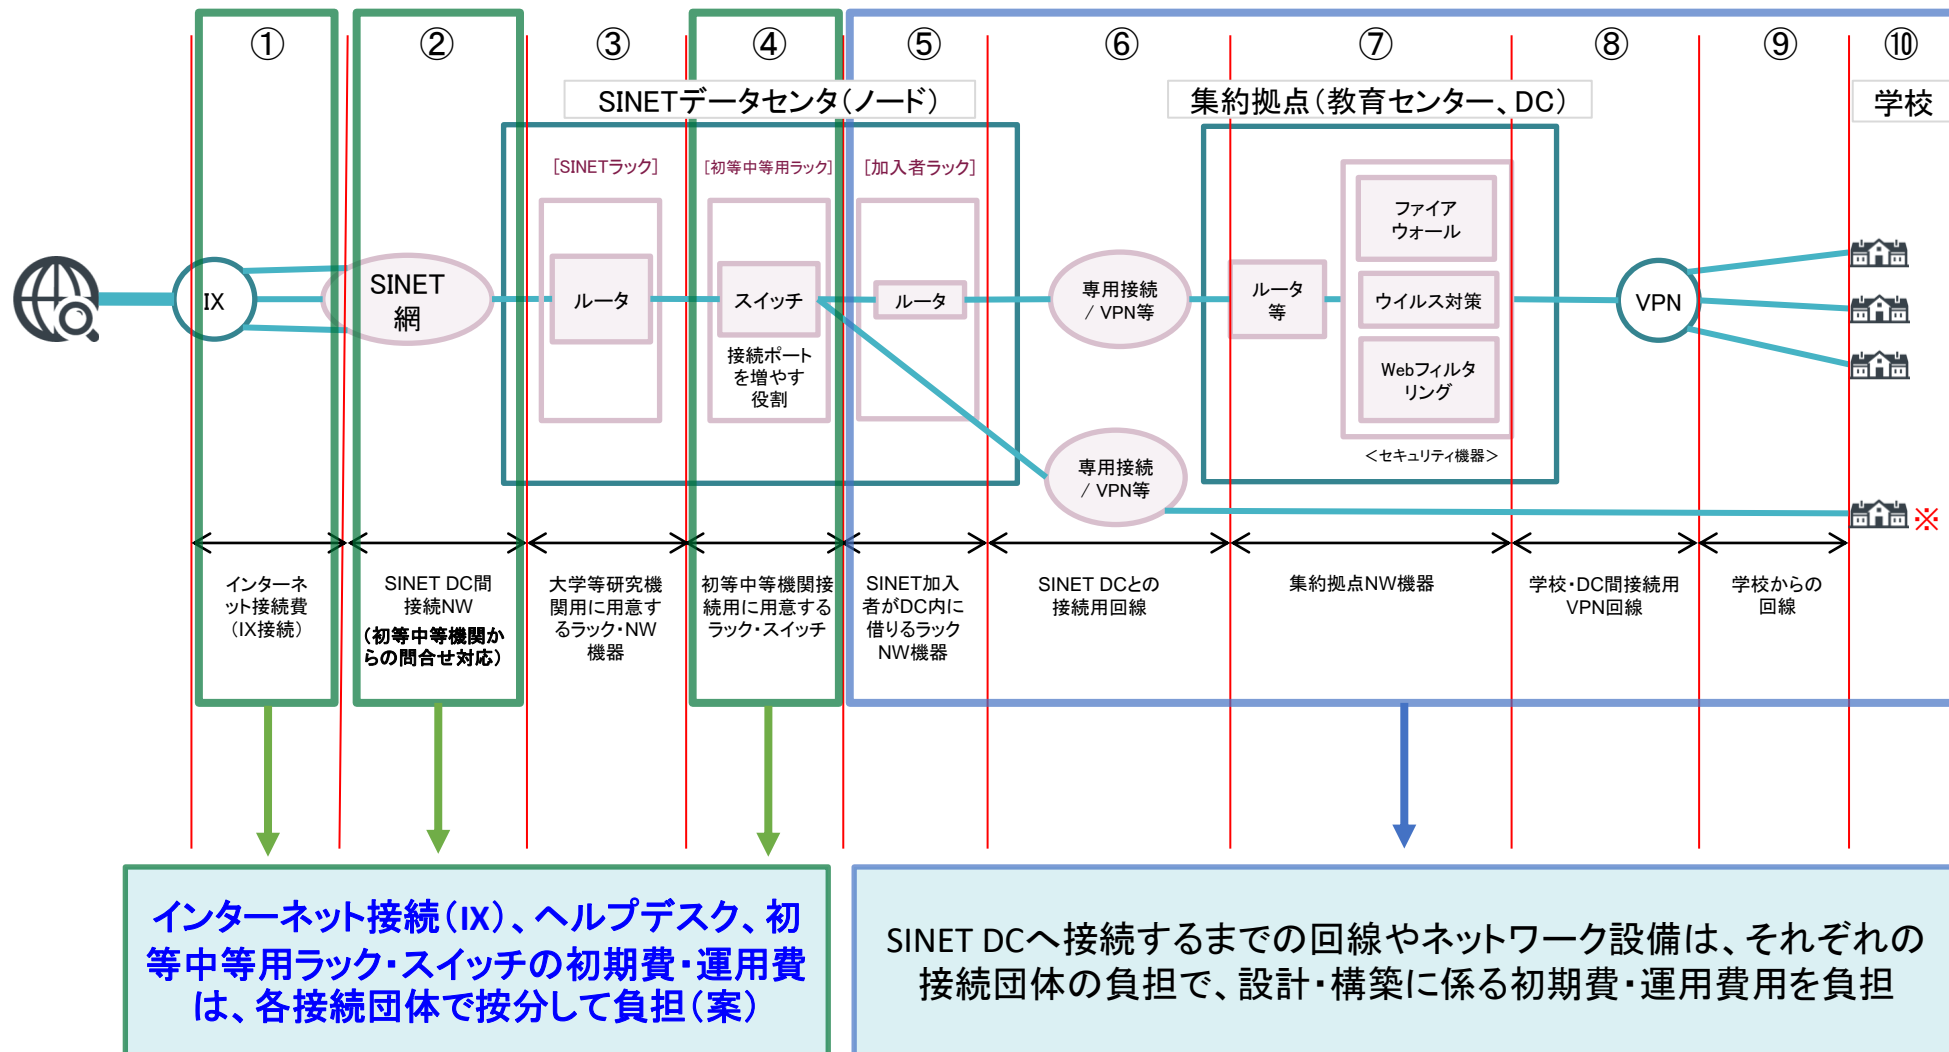 ①
②
③
④
⑤
⑥
⑦
⑧
⑨
⑩
SINETデータセンタ(ノード)
集約拠点(教育センター、DC)
学校
[SINETラック]
[初等中等用ラック]
[加入者ラック]
IX
SINET
網
ルータ
スイッチ
接続ポート
を増やす
役割
ルータ
専用接続
/ VPN等
専用接続
/ VPN等
ルータ
等
ファイア
ウォール
ウイルス対策
Webフィルタ
リング
<セキュリティ機器>
VPN
※
インターネ
ット接続費
(IX接続)
SINET DC間
接続NW
(初等中等機関か
らの問合せ対応)
大学等研究機
関用に用意す
るラック・NW
機器
初等中等機関接
続用に用意する
ラック・スイッチ
SINET加入
者がDC内に
借りるラック
NW機器
SINET DCとの
接続用回線
集約拠点NW機器
学校・DC間接続用
VPN回線
学校からの
回線
インターネット接続(IX)、ヘルプデスク、初
等中等用ラック・スイッチの初期費・運用費
は、各接続団体で按分して負担(案)
SINET DCへ接続するまでの回線やネットワーク設備は、それぞれの
接続団体の負担で、設計・構築に係る初期費・運用費用を負担